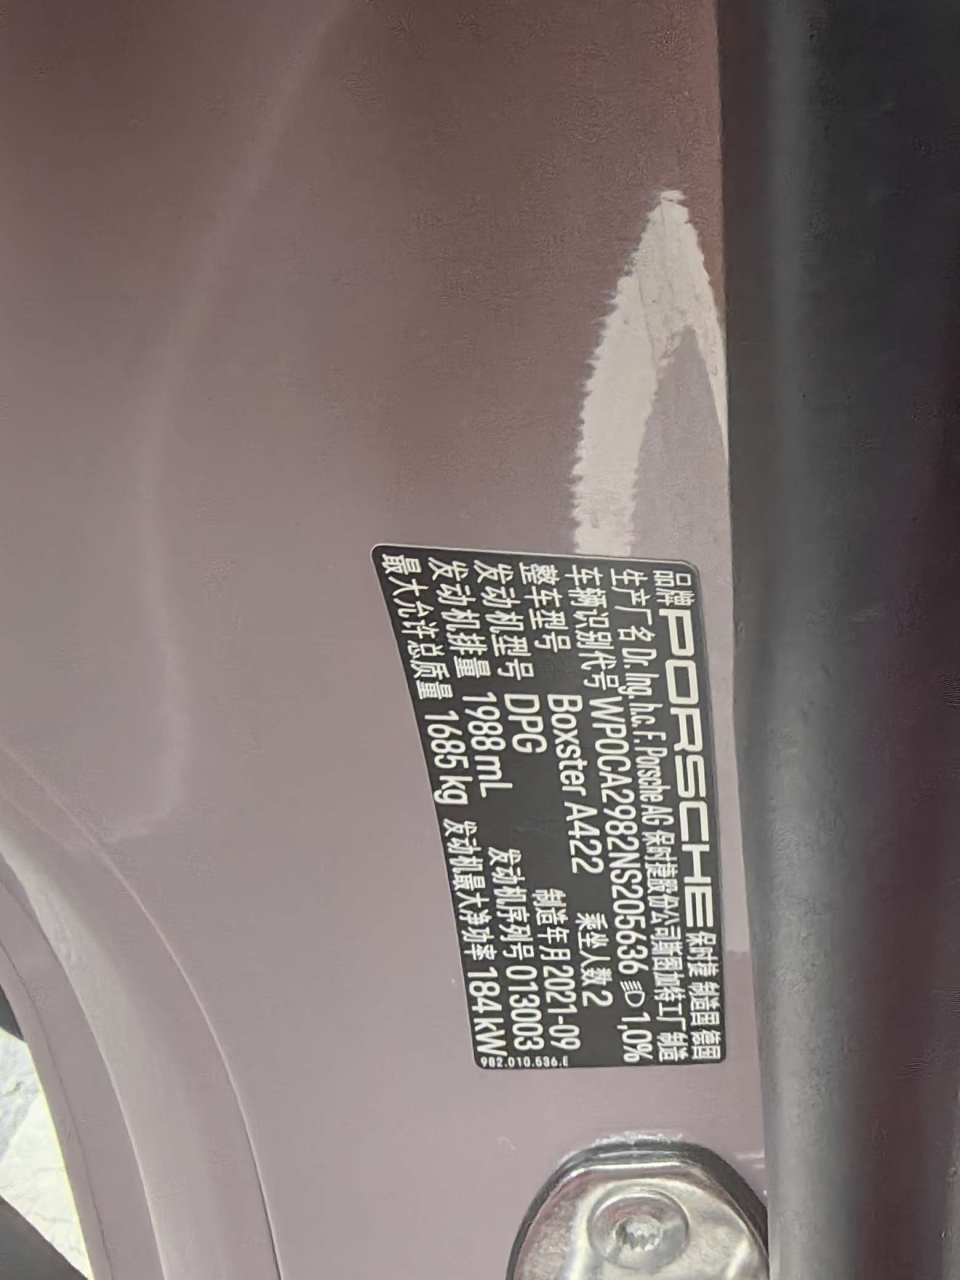 品牌 PORSCHE 保时捷 制造国 德国
生产厂名 Dr. Ing. h.c. F. Porsche AG 保时捷股份公司斯图加特工厂 制造
车辆识别代号 WP0CA2982NS205636 1,0%
整车型号 Boxster A422 乘坐人数 2
发动机型号 DPG 制造年月 2021-09
发动机排量 1988 mL 发动机序列号 013003
最大允许总质量 1685 kg 发动机最大净功率 184 kW
982.010.536.E